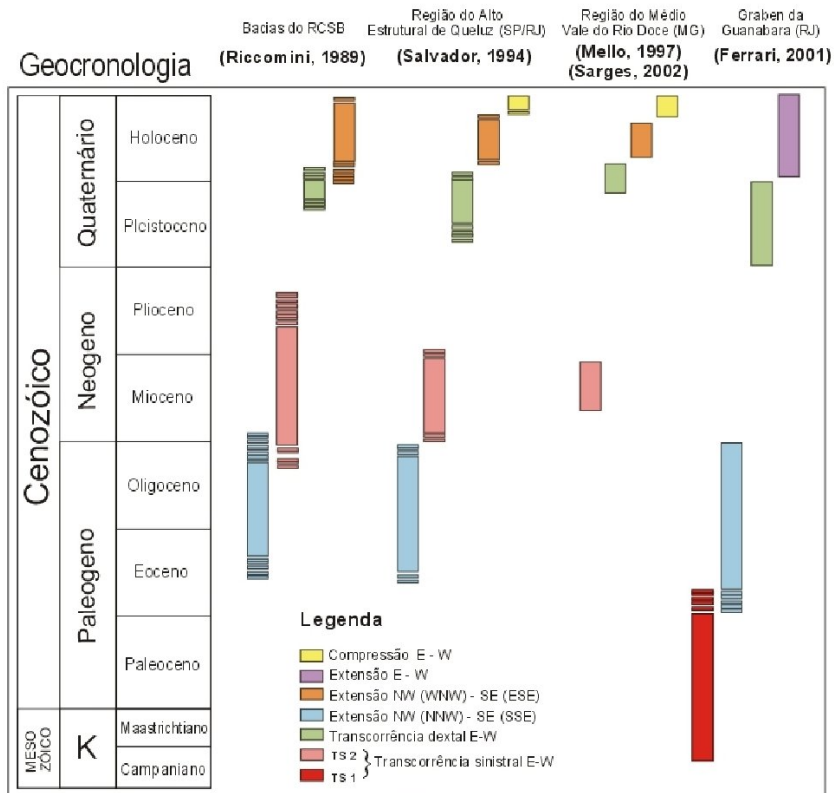 Bacias do RCSB
(Riccomini, 1989)
Região do Alto
Estrutural de Queluz (SP/RJ)
(Salvador, 1994)
Região do Médio
Vale do Rio Doce (MG)
(Mello, 1997)
(Sarges, 2002)
Graben da
Guanabara (RJ)
(Ferrari, 2001)
Geocronologia
Cenozóico
Quaternário
Holoceno
Pleistoceno
Neogeno
Plioceno
Mioceno
Paleogeno
Oligoceno
Eoceno
Paleoceno
MESO
ZÓICO
K
Maastrichtiano
Campaniano
Legenda
Compressão E - W
Extensão E - W
Extensão NW (WNW) - SE (ESE)
Extensão NW (NNW) - SE (SSE)
Transcorrência dextal E-W
TS 2
TS 1
} Transcorrência sinistral E-W